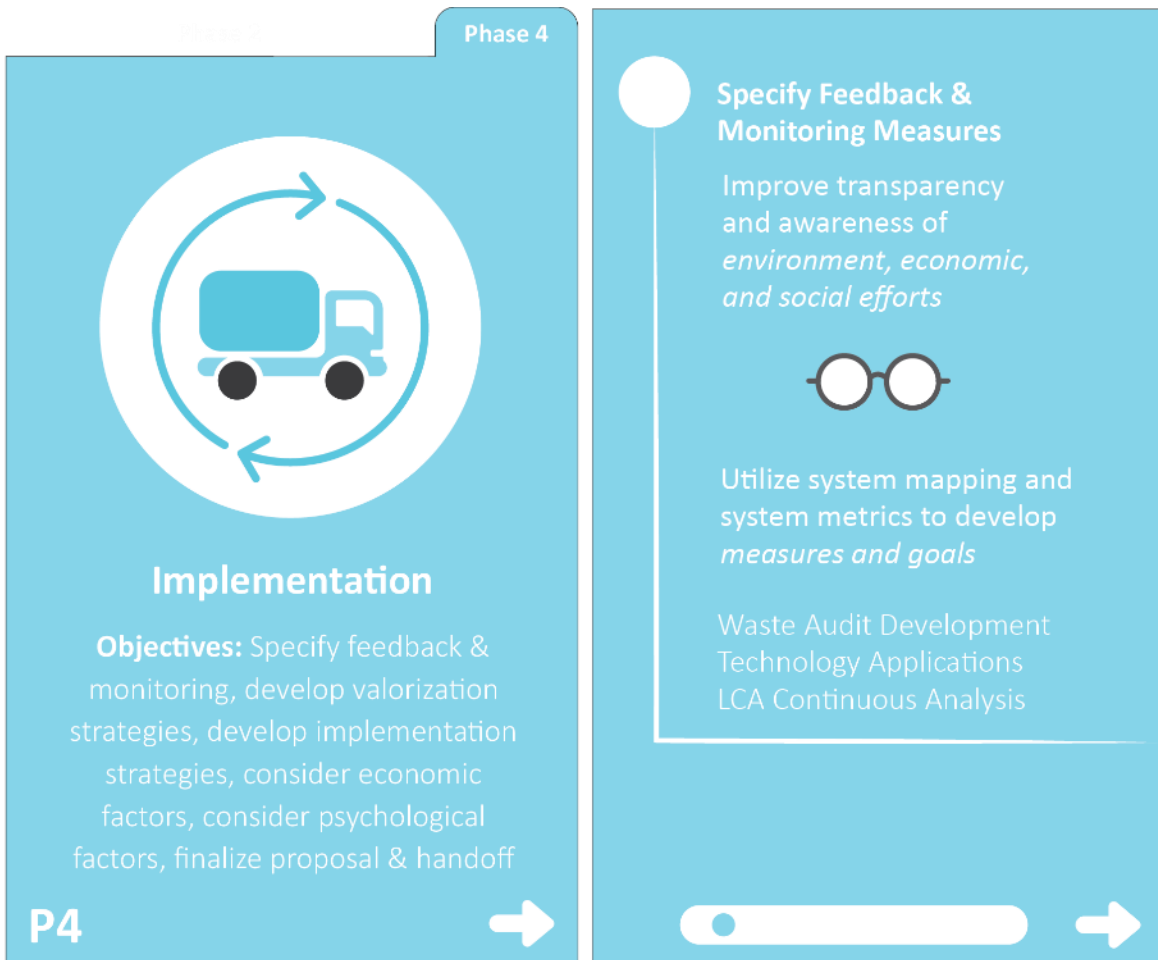 Phase 4
Implementation
Objectives: Specify feedback &
monitoring, develop valorization
strategies, develop implementation
strategies, consider economic
factors, consider psychological
factors, finalize proposal & handoff
P4
Specify Feedback &
Monitoring Measures
Improve transparency
and awareness of
environment, economic,
and social efforts
Utilize system mapping and
system metrics to develop
measures and goals
Waste Audit Development
Technology Applications
LCA Continuous Analysis